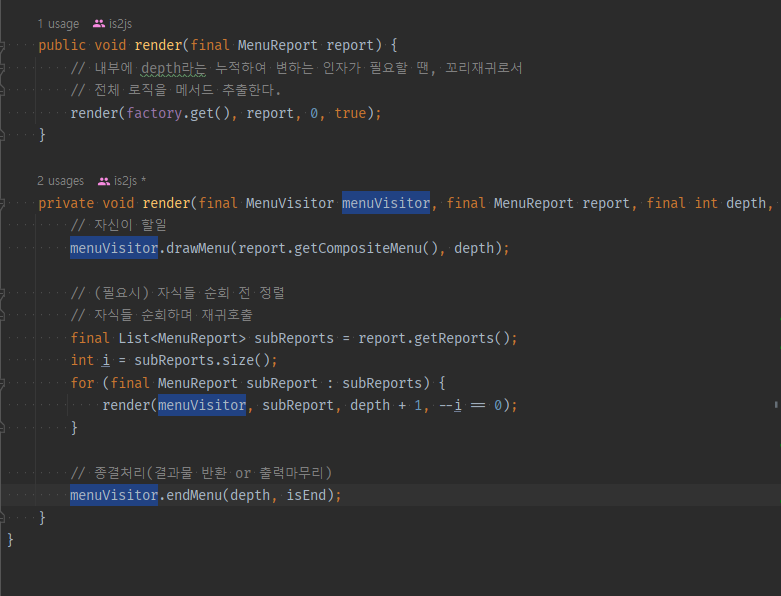 1 usage is2js
public void render(final MenuReport report) {
// 내부에 depth라는 누적하여 변하는 인자가 필요할 땐, 꼬리재귀로서
// 전체 로직을 메서드 추출한다.
render(factory.get(), report, 0, true);
}
2 usages is2js *
private void render(final MenuVisitor menuVisitor, final MenuReport report, final int depth,
// 자신이 할일
menuVisitor.drawMenu(report.getCompositeMenu(), depth);
// (필요시) 자식들 순회 전 정렬
// 자식들 순회하며 재귀호출
final List<MenuReport> subReports = report.getReports();
int i = subReports.size();
for (final MenuReport subReport : subReports) {
render(menuVisitor, subReport, depth + 1, --i == 0);
}
// 종결처리(결과물 반환 or 출력마무리)
menuVisitor.endMenu(depth, isEnd);
}
}